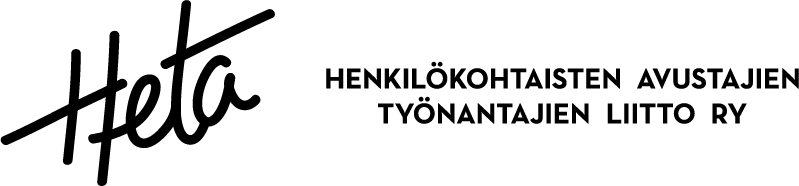 Heta
HENKILÖKOHTAISTEN AVUSTAJIEN
TYÖNANTAJIEN LIITTO RY